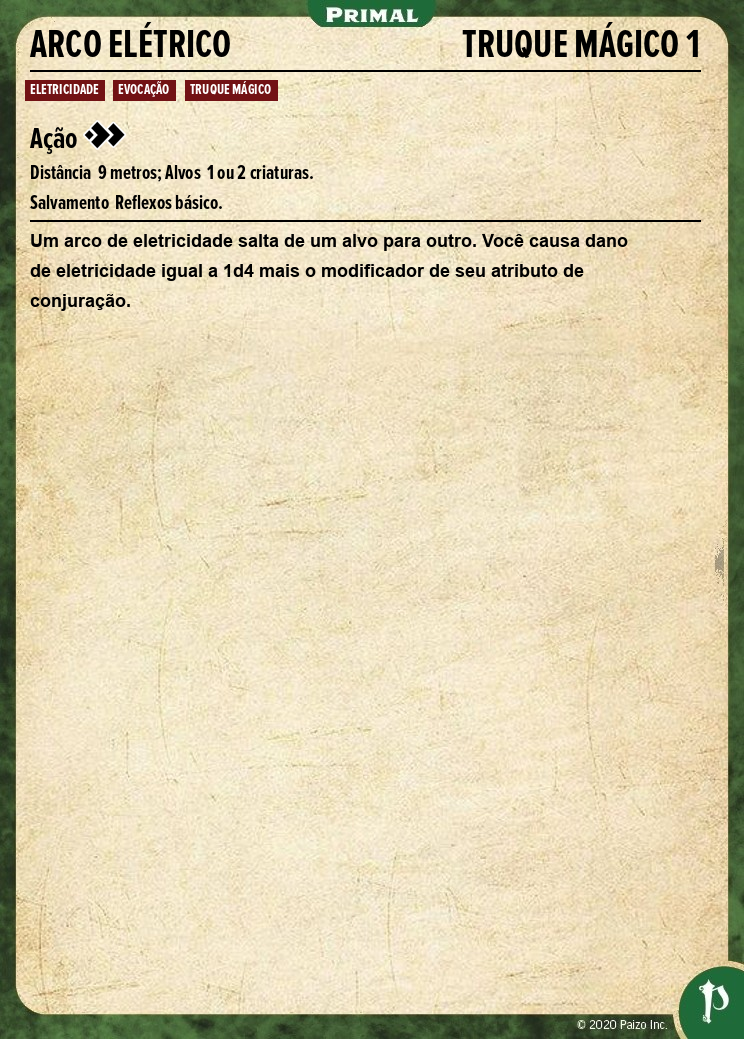 PRIMAL
ARCO ELÉTRICO TRUQUE MÁGICO 1
ELETRICIDADE EVOCAÇÃO TRUQUE MÁGICO
Ação
Distância 9 metros; Alvos 1 ou 2 criaturas.
Salvamento Reflexos básico.
Um arco de eletricidade salta de um alvo para outro. Você causa dano
de eletricidade igual a 1d4 mais o modificador de seu atributo de
conjuração.
© 2020 Paizo Inc.